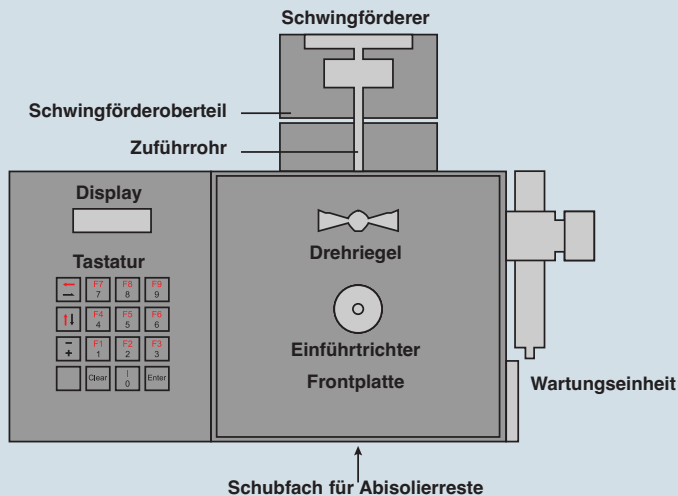 Schwingförderer
Schwingförderoberteil
Zuführrohr
Display
Tastatur
F7 F8 F9
7 8 9
F4 F5 F6
4 5 6
F1 F2 F3
− 1 2 3
+
Clear | 0 Enter
Drehriegel
Einführtrichter
Frontplatte
Wartungseinheit
Schubfach für Abisolierreste